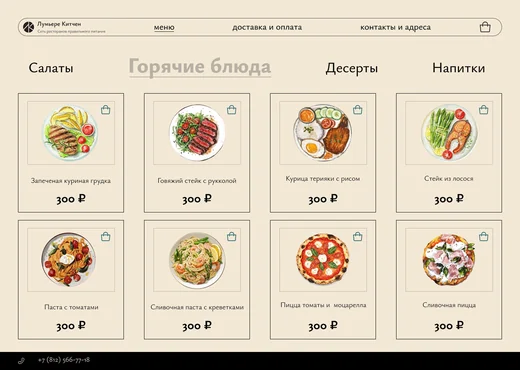 Лумьере Китчен
Сеть ресторанов правильного питания
меню
доставка и оплата
контакты и адреса
Салаты
Горячие блюда
Десерты
Напитки
Запеченая куриная грудка
300 ₽
Говяжий стейк с рукколой
300 ₽
Курица терияки с рисом
300 ₽
Стейк из лосося
300 ₽
Паста с томатами
300 ₽
Сливочная паста с креветками
300 ₽
Пицца томаты и моцарелла
300 ₽
Сливочная пицца
300 ₽
+7 (812) 566-77-18